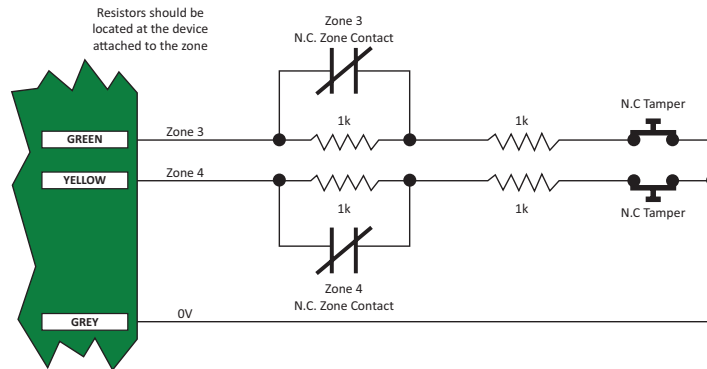 Resistors should be
located at the device
attached to the zone
Zone 3
N.C. Zone Contact
1k
1k
N.C Tamper
GREEN
Zone 3
YELLOW
Zone 4
1k
1k
N.C Tamper
Zone 4
N.C. Zone Contact
GREY
0V